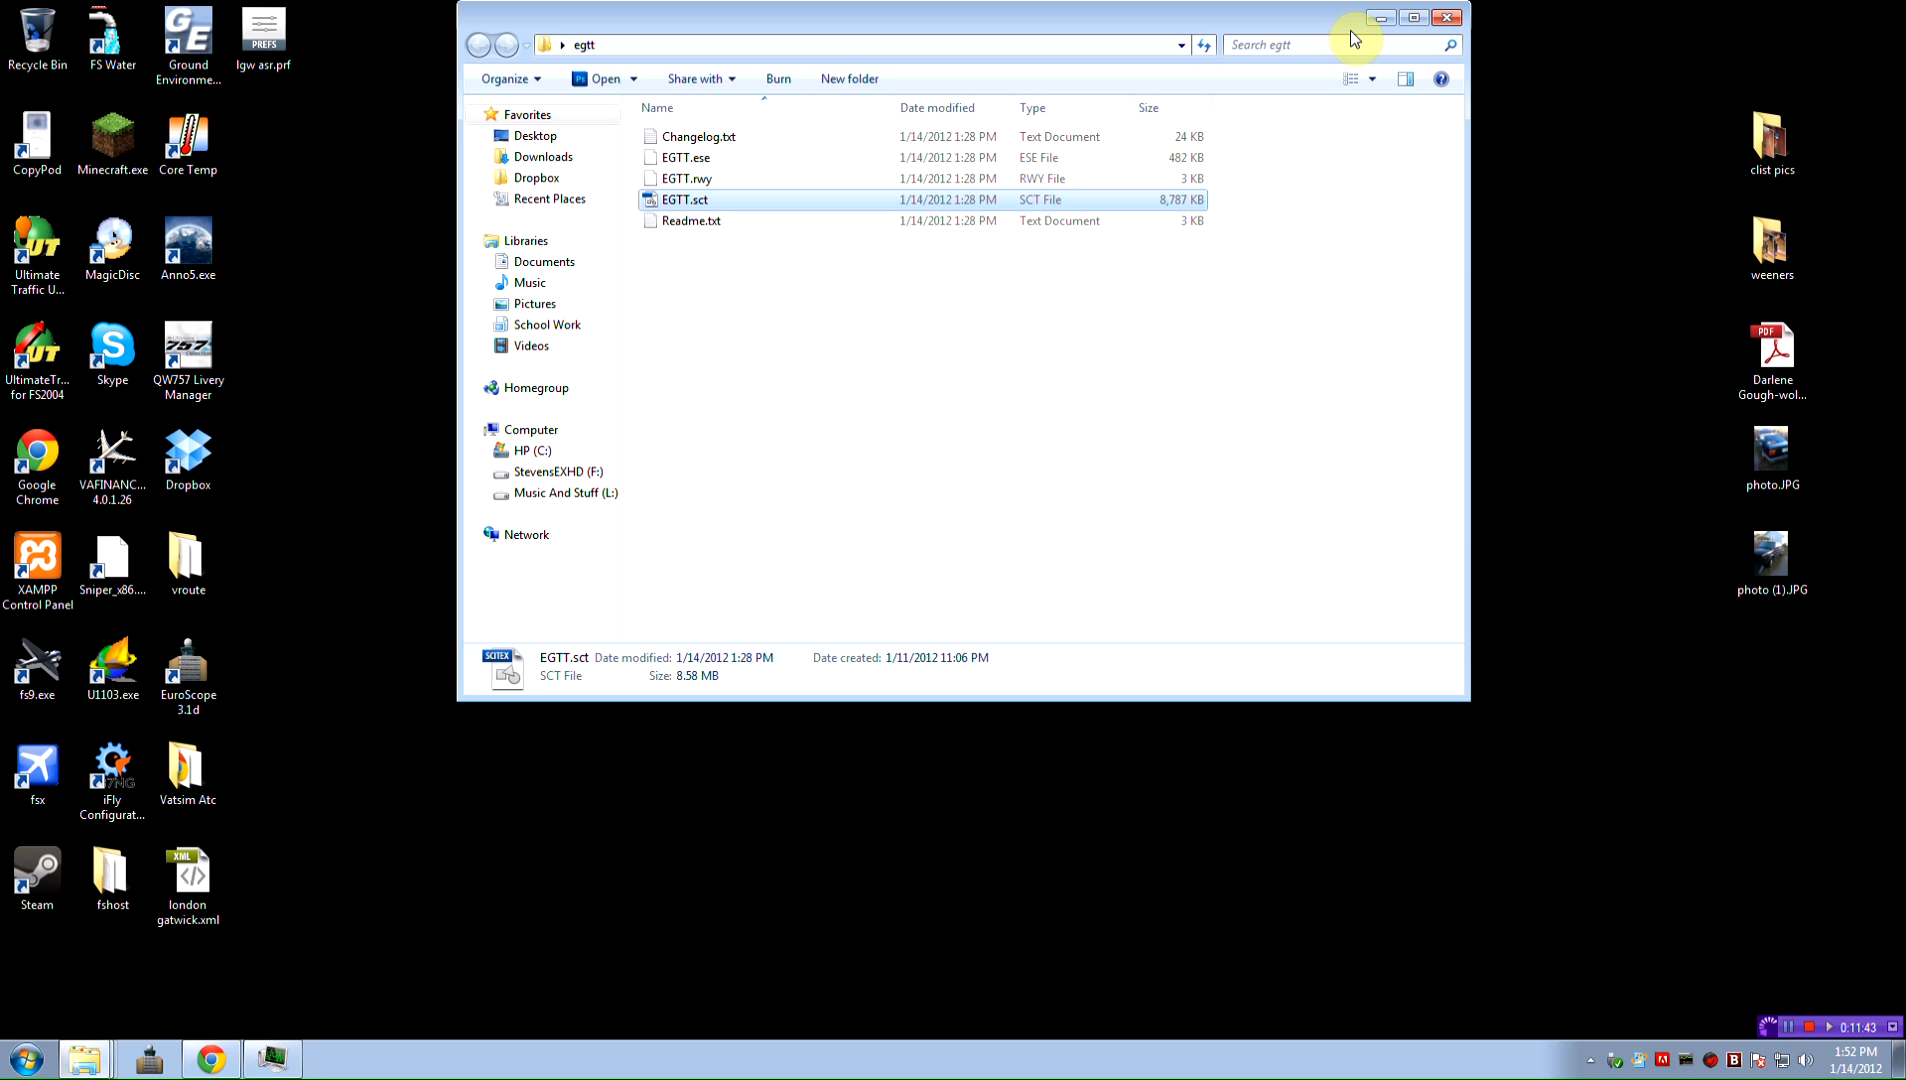 Recycle Bin
FS Water
GE
Ground
Environme...
PREFS
lgw asr.prf
CopyPod
Minecraft.exe
Core Temp
UT
Ultimate
Traffic U...
MagicDisc
Anno5.exe
UT
UltimateTr...
for FS2004
Skype
757
QW757 Livery
Manager
Google
Chrome
VAFINANC...
4.0.1.26
Dropbox
XAMPP
Control Panel
Sniper_x86....
vroute
fs9.exe
U1103.exe
EuroScope
3.1d
fsx
iFly
Configurat...
Vatsim Atc
Steam
fshost
XML
london
gatwick.xml
egtt
Search egtt
Organize
Ps
Open
Share with
Burn
New folder
Favorites
Desktop
Downloads
Dropbox
Recent Places
Libraries
Documents
Music
Pictures
School Work
Videos
Homegroup
Computer
HP (C:)
StevensEXHD (F:)
Music And Stuff (L:)
Network
Name Date modified Type Size
Changelog.txt 1/14/2012 1:28 PM Text Document 24 KB
EGTT.ese 1/14/2012 1:28 PM ESE File 482 KB
EGTT.rwy 1/14/2012 1:28 PM RWY File 3 KB
EGTT.sct 1/14/2012 1:28 PM SCT File 8,787 KB
Readme.txt 1/14/2012 1:28 PM Text Document 3 KB
SCITEX
EGTT.sct Date modified: 1/14/2012 1:28 PM Date created: 1/11/2012 11:06 PM
SCT File Size: 8.58 MB
clist pics
weeners
PDF
Darlene
Gough-wol...
photo.JPG
photo (1).JPG
0:11:43
1:52 PM
1/14/2012